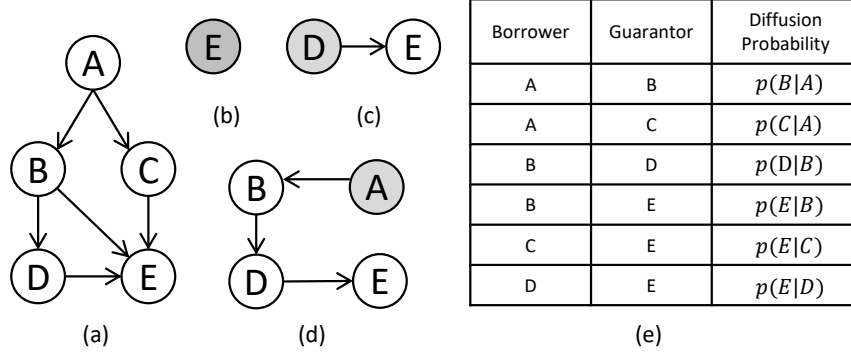 A
B
C
D
E
(a)
E
(b)
D
E
(c)
B
A
D
E
(d)
Borrower Guarantor Diffusion Probability
A B p(B|A)
A C p(C|A)
B D p(D|B)
B E p(E|B)
C E p(E|C)
D E p(E|D)
(e)